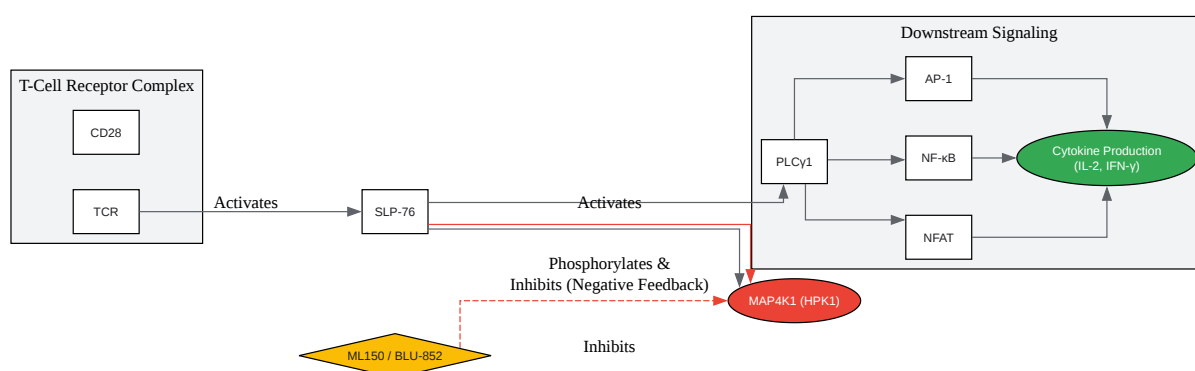 Downstream Signaling
T-Cell Receptor Complex
CD28
TCR
Activates
SLP-76
Activates
PLCγ1
AP-1
NF-κB
NFAT
Cytokine Production
(IL-2, IFN-γ)
Phosphorylates &
Inhibits (Negative Feedback)
MAP4K1 (HPK1)
ML150 / BLU-852
Inhibits